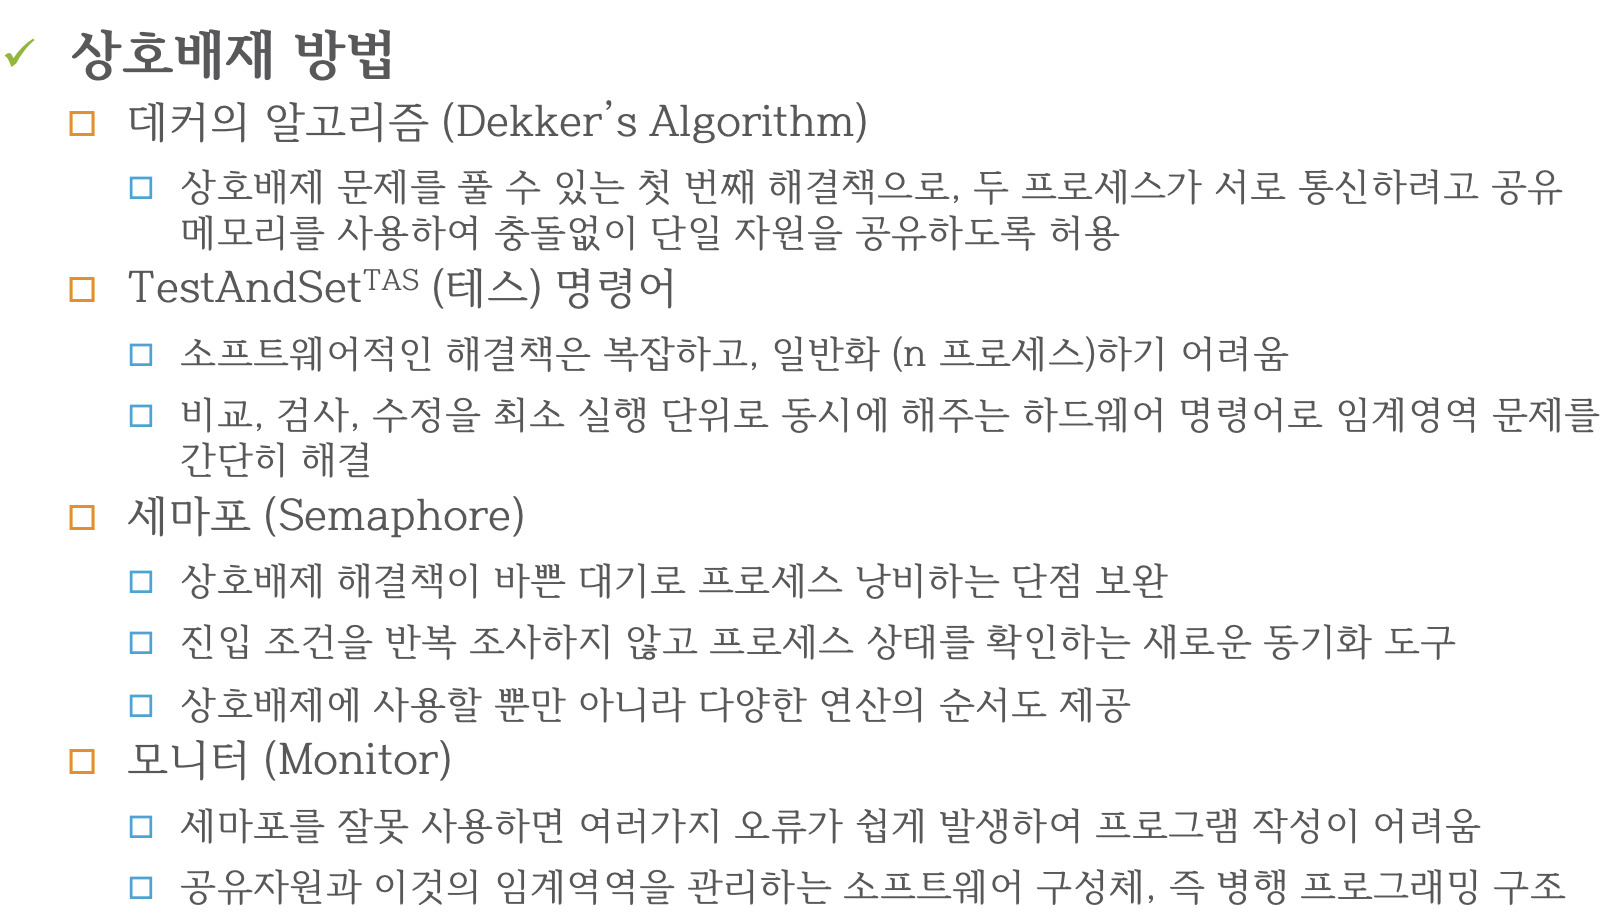 상호배재 방법
데커의 알고리즘 (Dekker's Algorithm)
상호배제 문제를 풀 수 있는 첫 번째 해결책으로, 두 프로세스가 서로 통신하려고 공유
메모리를 사용하여 충돌없이 단일 자원을 공유하도록 허용
TestAndSetTAS (테스) 명령어
소프트웨어적인 해결책은 복잡하고, 일반화 (n 프로세스)하기 어려움
비교, 검사, 수정을 최소 실행 단위로 동시에 해주는 하드웨어 명령어로 임계영역 문제를
간단히 해결
세마포 (Semaphore)
상호배제 해결책이 바쁜 대기로 프로세스 낭비하는 단점 보완
진입 조건을 반복 조사하지 않고 프로세스 상태를 확인하는 새로운 동기화 도구
상호배제에 사용할 뿐만 아니라 다양한 연산의 순서도 제공
모니터 (Monitor)
세마포를 잘못 사용하면 여러가지 오류가 쉽게 발생하여 프로그램 작성이 어려움
공유자원과 이것의 임계역역을 관리하는 소프트웨어 구성체, 즉 병행 프로그래밍 구조